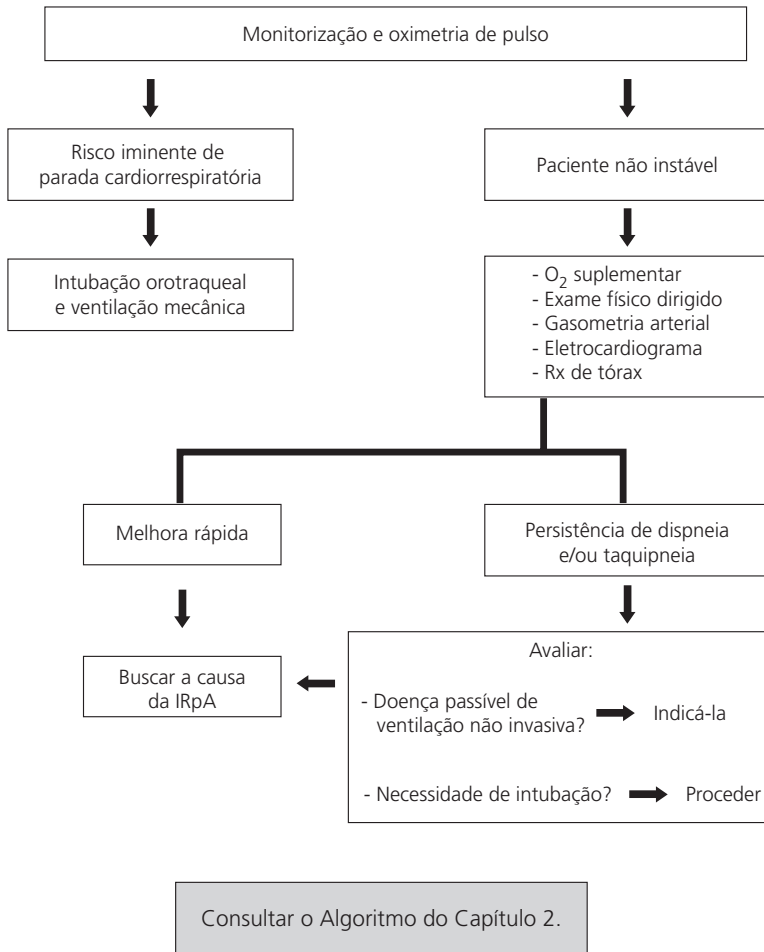 Monitorização e oximetria de pulso
Risco iminente de
parada cardiorrespiratória
Paciente não instável
Intubação orotraqueal
e ventilação mecânica
- O2 suplementar
- Exame físico dirigido
- Gasometria arterial
- Eletrocardiograma
- Rx de tórax
Melhora rápida
Persistência de dispneia
e/ou taquipneia
Buscar a causa
da IRpA
Avaliar:
- Doença passível de
ventilação não invasiva?
Indicá-la
- Necessidade de intubação?
Proceder
Consultar o Algoritmo do Capítulo 2.